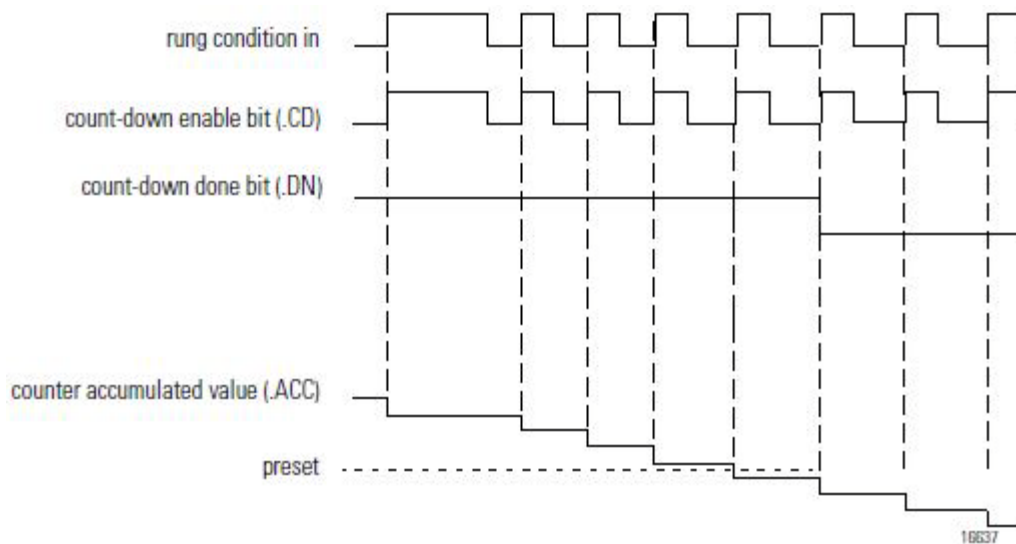 rung condition in
count-down enable bit (.CD)
count-down done bit (.DN)
counter accumulated value (.ACC)
preset
16637